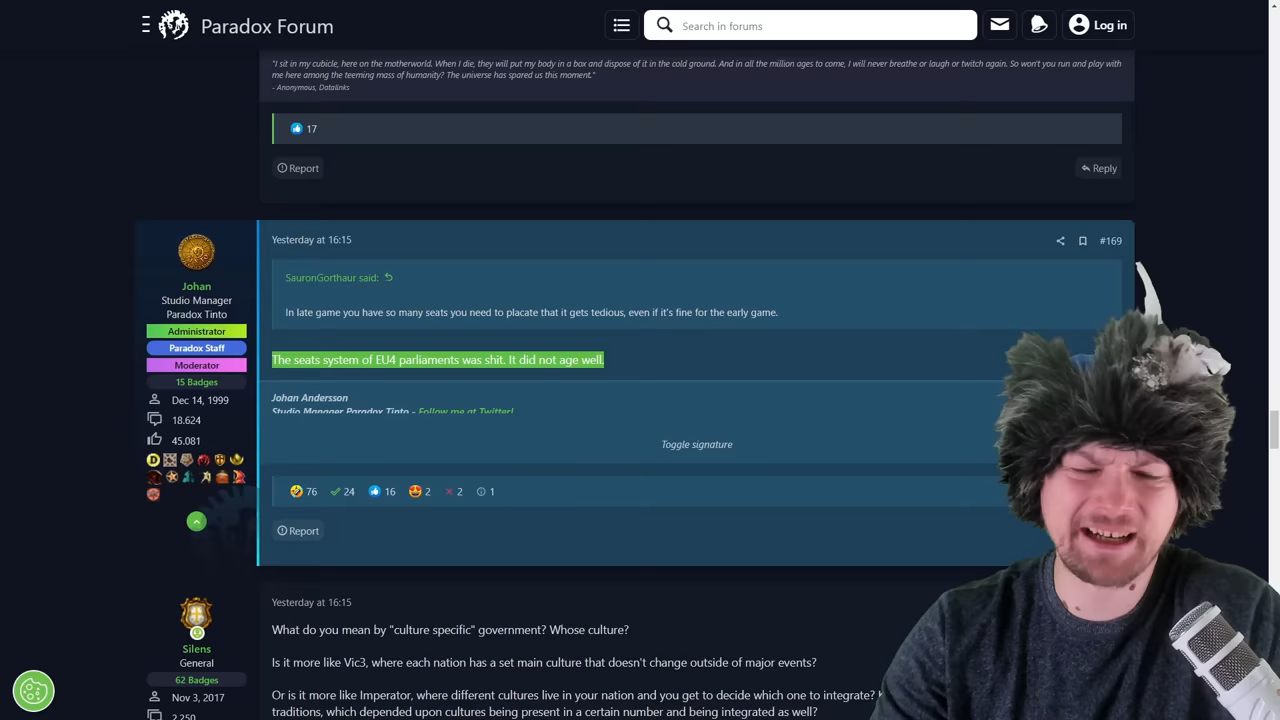 Paradox Forum
Search in forums
Log in
"I sit in my cubicle, here on the motherworld. When I die, they will put my body in a box and dispose of it in the cold ground. And in all the million ages to come, I will never breathe or laugh or twitch again. So won't you run and play with
me here among the teeming mass of humanity? The universe has spared us this moment."
- Anonymous, Datalinks
17
Report
Reply
Yesterday at 16:15
#169
Johan
Studio Manager
Paradox Tinto
Administrator
Paradox Staff
Moderator
15 Badges
Dec 14, 1999
18.624
45.081
SauronGorthaur said:
In late game you have so many seats you need to placate that it gets tedious, even if it's fine for the early game.
The seats system of EU4 parliaments was shit. It did not age well.
Johan Andersson
Studio Manager Paradox Tinto - Follow me at Twitter!
Toggle signature
76 24 16 2 2 1
Report
Yesterday at 16:15
Silens
General
62 Badges
Nov 3, 2017
2.250
What do you mean by "culture specific" government? Whose culture?
Is it more like Vic3, where each nation has a set main culture that doesn't change outside of major events?
Or is it more like Imperator, where different cultures live in your nation and you get to decide which one to integrate?
traditions, which depended upon cultures being present in a certain number and being integrated as well?